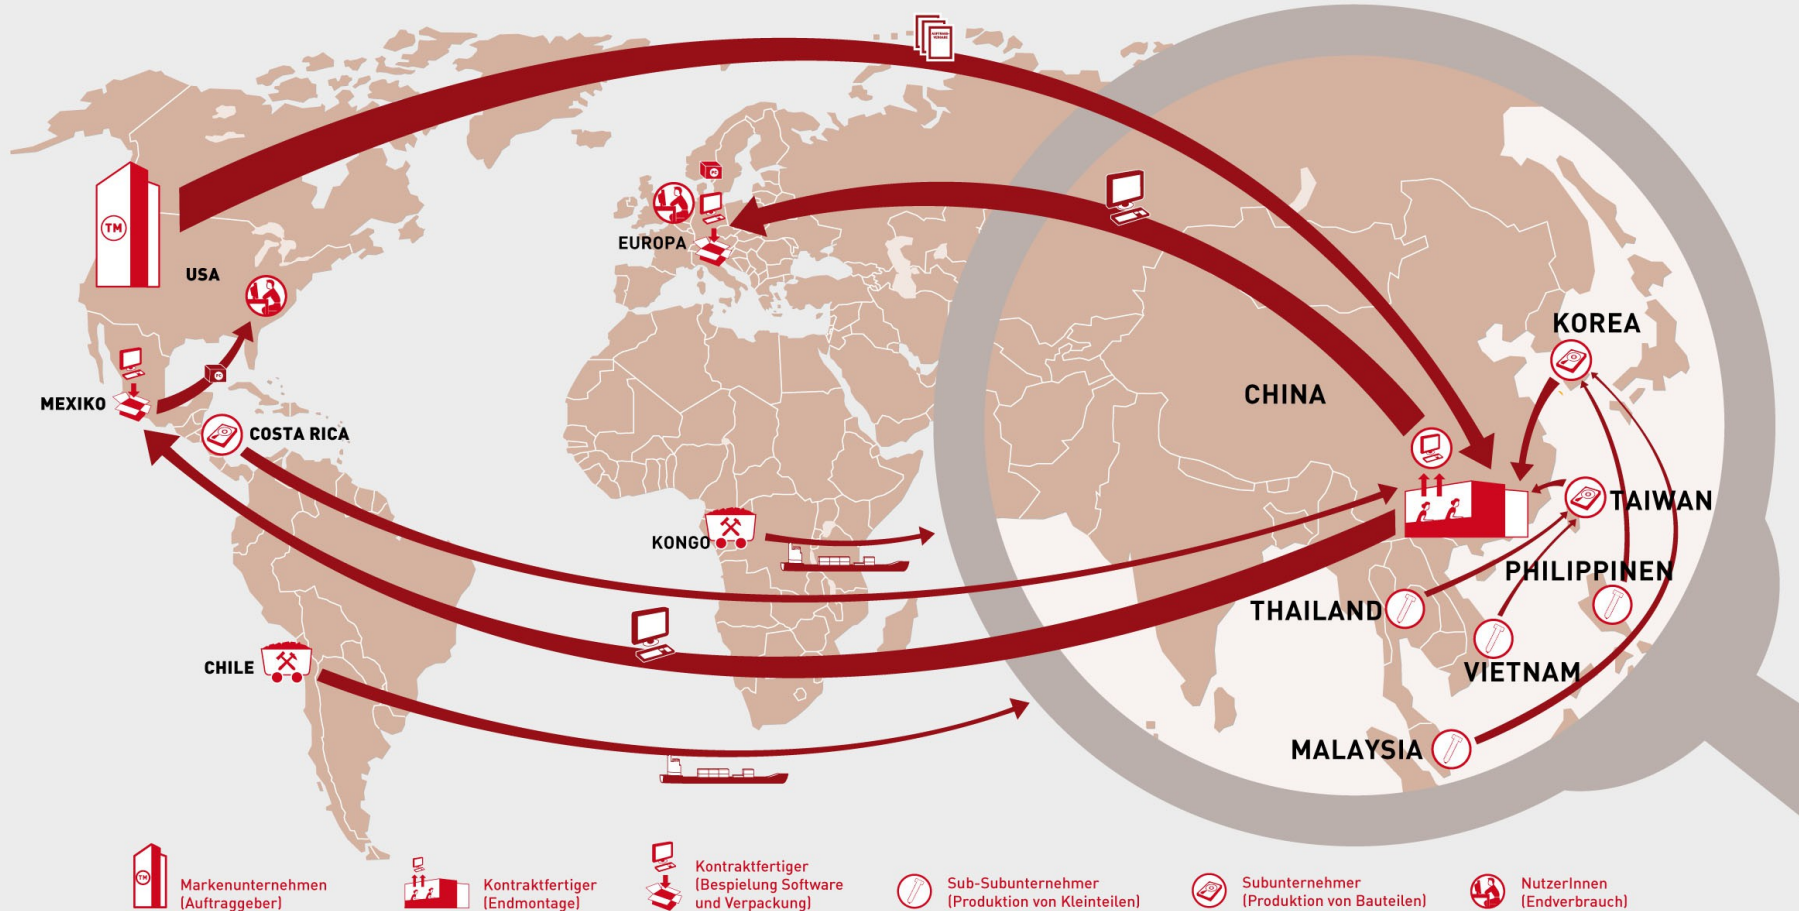 TM
USA
MEXIKO
COSTA RICA
CHILE
EUROPA
KONGO
CHINA
KOREA
TAIWAN
PHILIPPINEN
THAILAND
VIETNAM
MALAYSIA
TM
Markenunternehmen
(Auftraggeber)
Kontraktfertiger
(Endmontage)
Kontraktfertiger
(Bespielung Software
und Verpackung)
Sub-Subunternehmer
(Produktion von Kleinteilen)
Subunternehmer
(Produktion von Bauteilen)
NutzerInnen
(Endverbrauch)